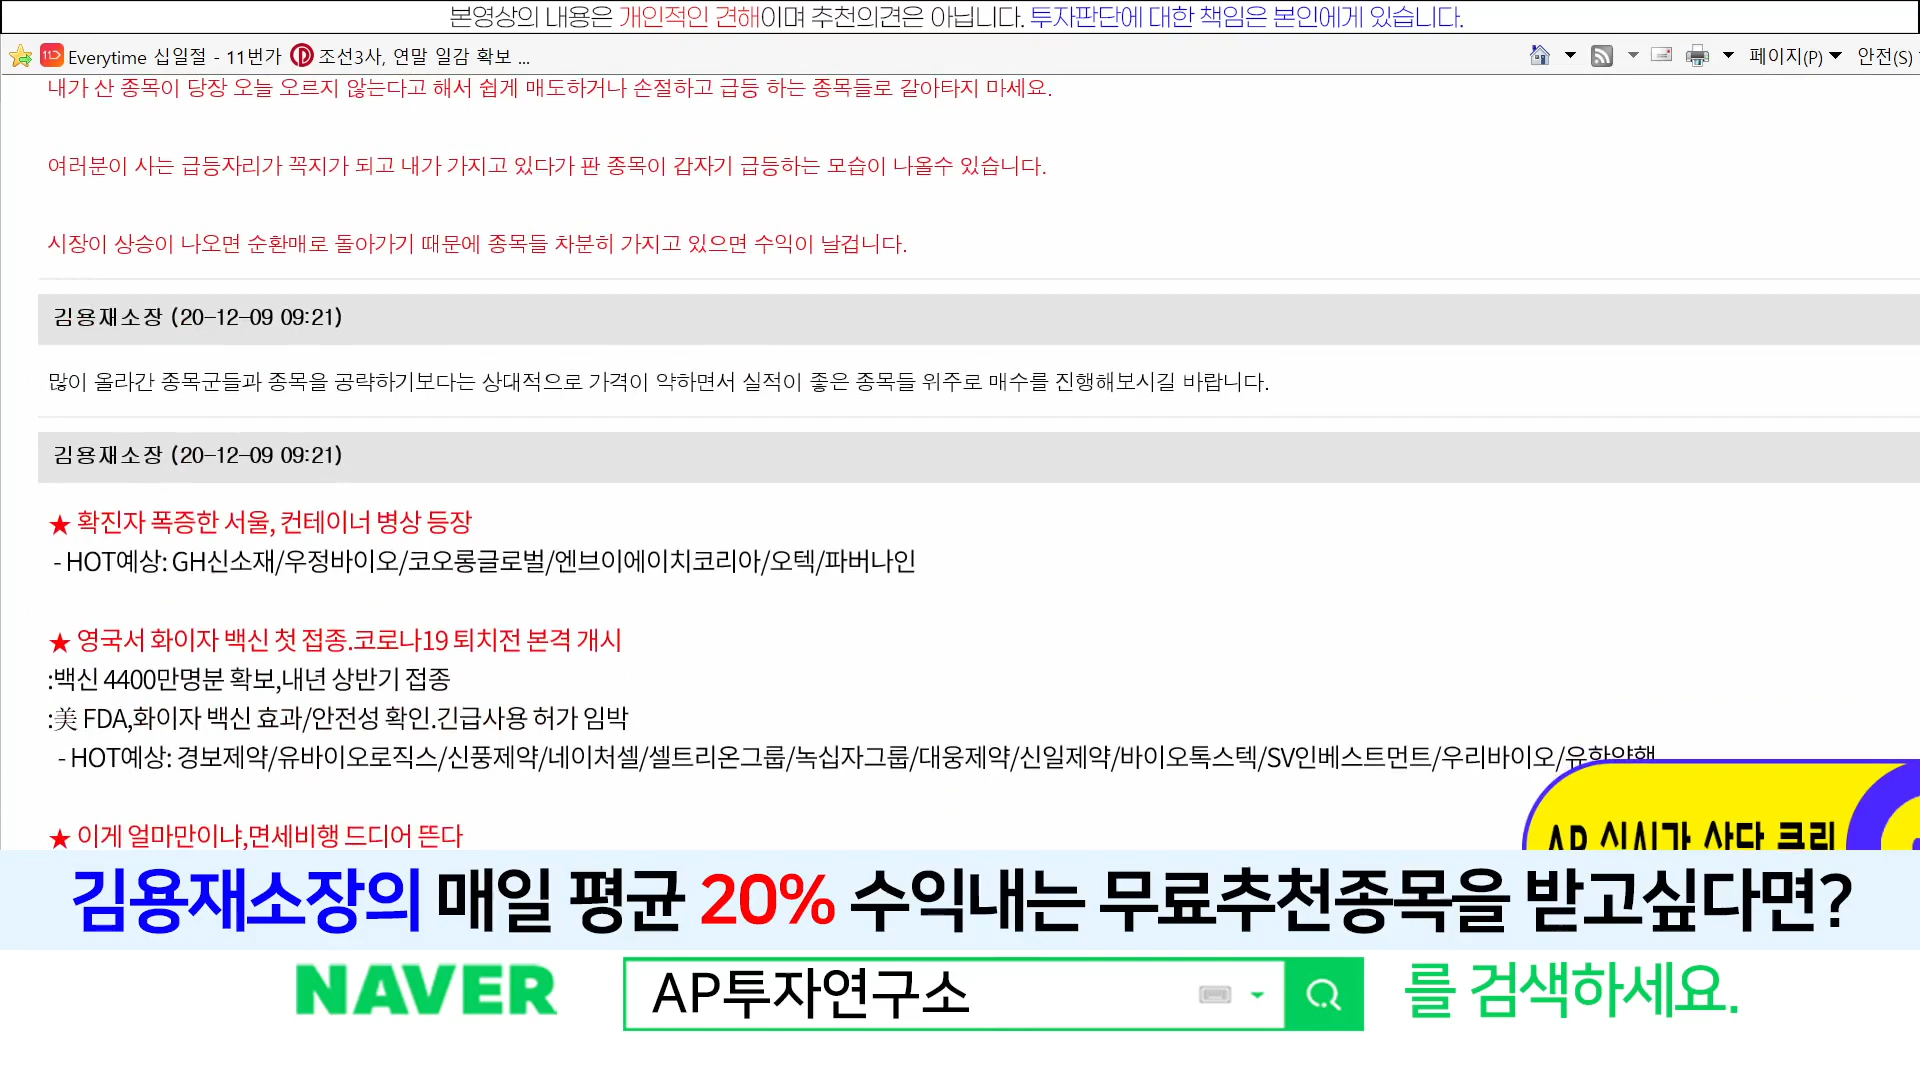 본영상의 내용은 개인적인 견해이며 추천의견은 아닙니다. 투자판단에 대한 책임은 본인에게 있습니다.
11 Everytime 십일절 - 11번가 D 조선3사, 연말 일감 확보 ... 페이지(P) 안전(S)
내가 산 종목이 당장 오늘 오르지 않는다고 해서 쉽게 매도하거나 손절하고 급등 하는 종목들로 갈아타지 마세요.
여러분이 사는 급등자리가 꼭지가 되고 내가 가지고 있다가 판 종목이 갑자기 급등하는 모습이 나올수 있습니다.
시장이 상승이 나오면 순환매로 돌아가기 때문에 종목들 차분히 가지고 있으면 수익이 날겁니다.
김용재소장 (20-12-09 09:21)
많이 올라간 종목군들과 종목을 공략하기보다는 상대적으로 가격이 약하면서 실적이 좋은 종목들 위주로 매수를 진행해보시길 바랍니다.
김용재소장 (20-12-09 09:21)
★ 확진자 폭증한 서울, 컨테이너 병상 등장
- HOT예상: GH신소재/우정바이오/코오롱글로벌/엔브이에이치코리아/오텍/파버나인
★ 영국서 화이자 백신 첫 접종.코로나19 퇴치전 본격 개시
:백신 4400만명분 확보,내년 상반기 접종
:美 FDA,화이자 백신 효과/안전성 확인.긴급사용 허가 임박
- HOT예상: 경보제약/유바이오로직스/신풍제약/네이처셀/셀트리온그룹/녹십자그룹/대웅제약/신일제약/바이오톡스텍/SV인베스트먼트/우리바이오/유한양행
★ 이게 얼마만이냐,면세비행 드디어 뜬다
AP 실시간 상담 클릭
김용재소장의 매일 평균 20% 수익내는 무료추천종목을 받고싶다면?
NAVER AP투자연구소 를 검색하세요.